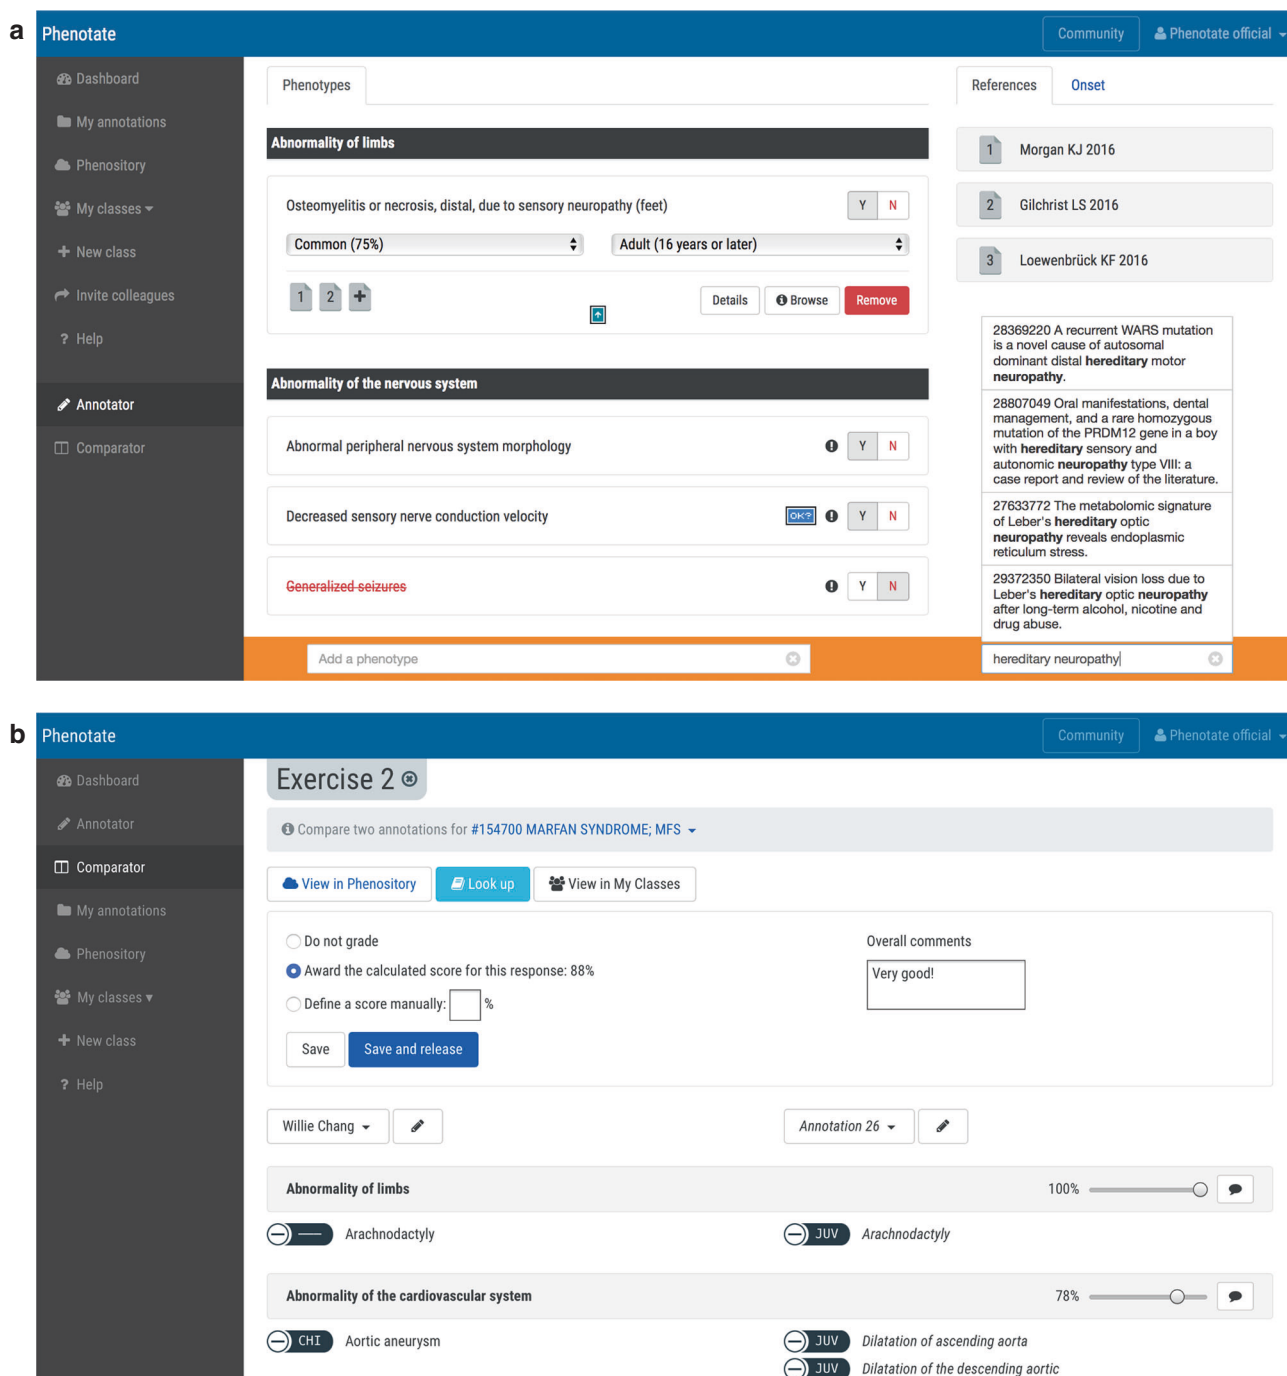 a
Phenotate
Community
Phenotate official
Dashboard
My annotations
Phenository
My classes
New class
Invite colleagues
? Help
Annotator
Comparator
Phenotypes
Abnormality of limbs
Osteomyelitis or necrosis, distal, due to sensory neuropathy (feet)
Y N
Common (75%)
Adult (16 years or later)
1 2 +
Details
Browse
Remove
Abnormality of the nervous system
Abnormal peripheral nervous system morphology
Y N
Decreased sensory nerve conduction velocity
OK?
Y N
Generalized seizures
Y N
Add a phenotype
References
Onset
1 Morgan KJ 2016
2 Gilchrist LS 2016
3 Loewenbrück KF 2016
28369220 A recurrent WARS mutation
is a novel cause of autosomal
dominant distal hereditary motor
neuropathy.
28807049 Oral manifestations, dental
management, and a rare homozygous
mutation of the PRDM12 gene in a boy
with hereditary sensory and
autonomic neuropathy type VIII: a
case report and review of the literature.
27633772 The metabolomic signature
of Leber's hereditary optic
neuropathy reveals endoplasmic
reticulum stress.
29372350 Bilateral vision loss due to
Leber's hereditary optic neuropathy
after long-term alcohol, nicotine and
drug abuse.
hereditary neuropathy
b
Phenotate
Community
Phenotate official
Dashboard
Annotator
Comparator
My annotations
Phenository
My classes
New class
? Help
Exercise 2
Compare two annotations for #154700 MARFAN SYNDROME; MFS
View in Phenository
Look up
View in My Classes
Do not grade
Award the calculated score for this response: 88%
Define a score manually: %
Save
Save and release
Overall comments
Very good!
Willie Chang
Annotation 26
Abnormality of limbs
100%
Arachnodactyly
JUV Arachnodactyly
Abnormality of the cardiovascular system
78%
CHI Aortic aneurysm
JUV Dilatation of ascending aorta
JUV Dilatation of the descending aortic